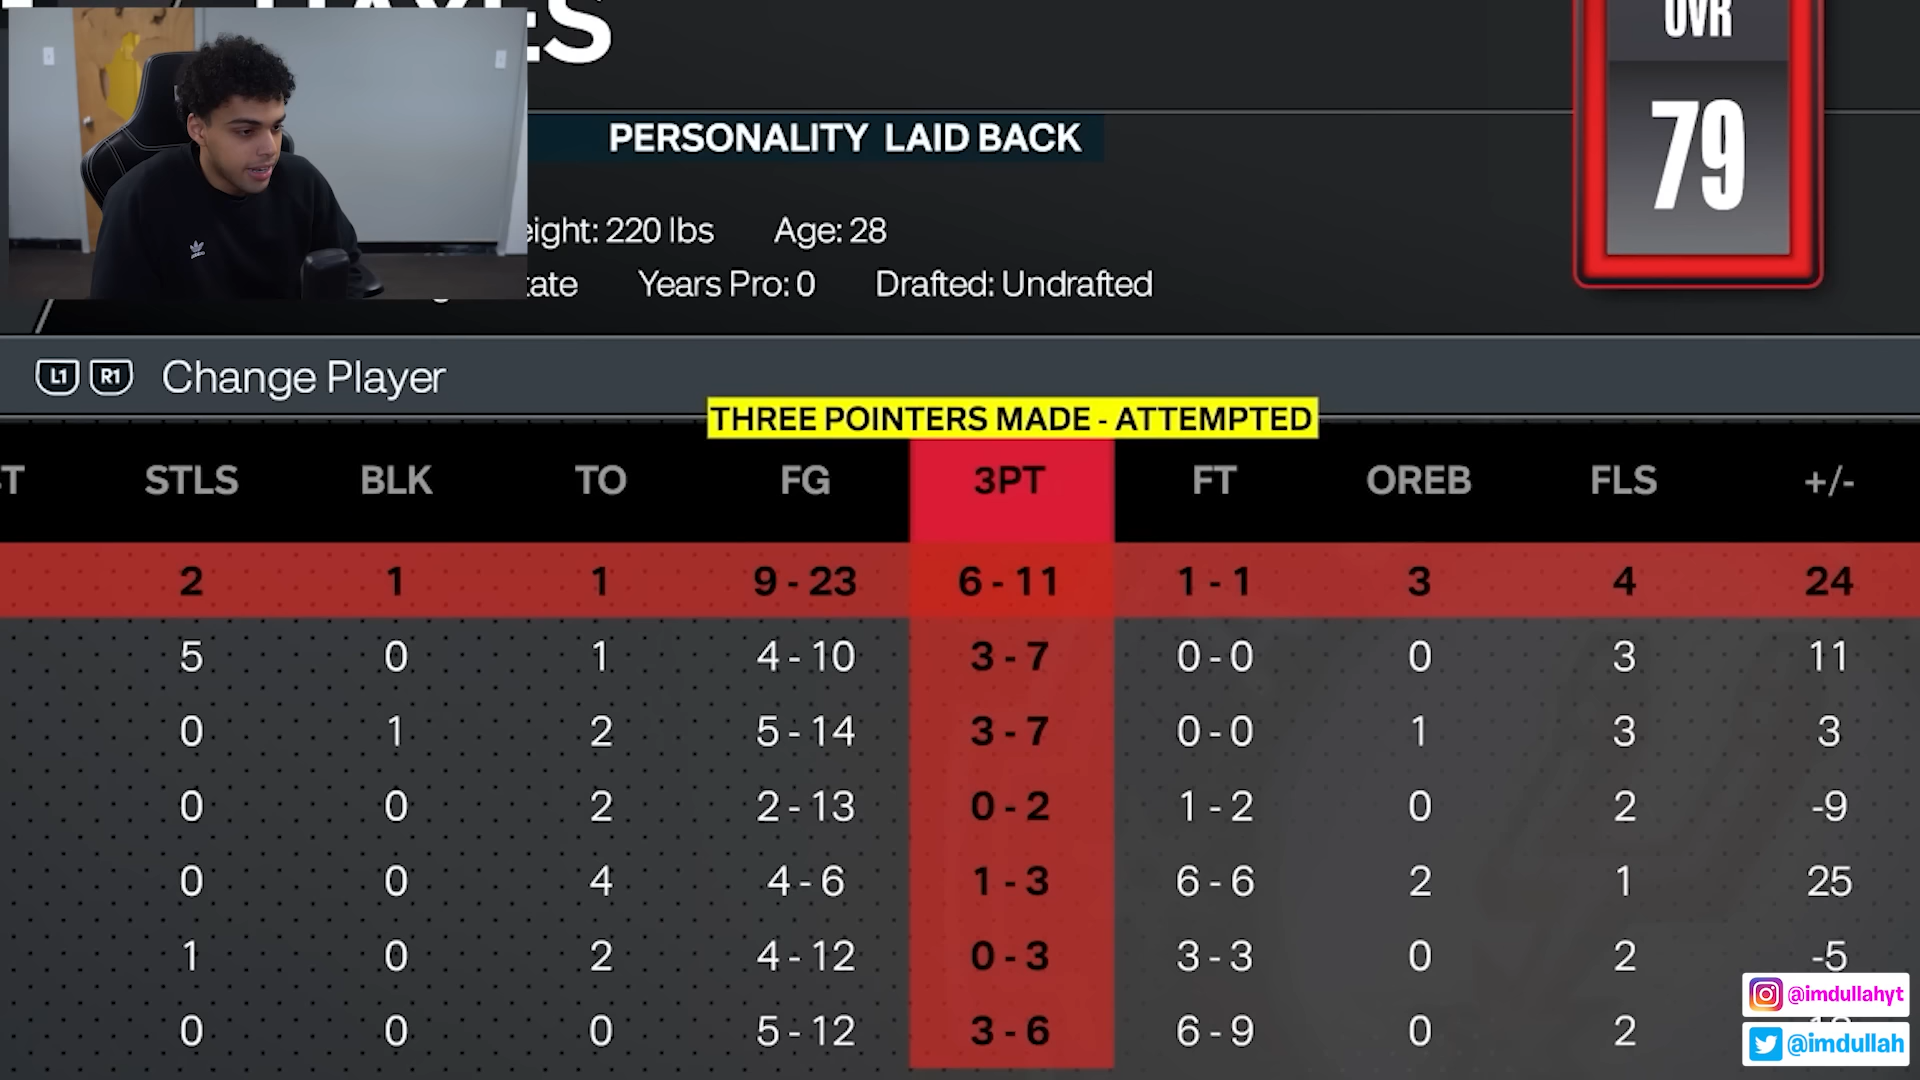 OVR
79
PERSONALITY LAID BACK
eight: 220 lbs Age: 28
tate Years Pro: 0 Drafted: Undrafted
L1 R1 Change Player
THREE POINTERS MADE - ATTEMPTED
T STLS BLK TO FG 3PT FT OREB FLS +/-
2 1 1 9 - 23 6 - 11 1 - 1 3 4 24
5 0 1 4 - 10 3 - 7 0 - 0 0 3 11
0 1 2 5 - 14 3 - 7 0 - 0 1 3 3
0 0 2 2 - 13 0 - 2 1 - 2 0 2 -9
0 0 4 4 - 6 1 - 3 6 - 6 2 1 25
1 0 2 4 - 12 0 - 3 3 - 3 0 2 -5
0 0 0 5 - 12 3 - 6 6 - 9 0 2
@imdullahyt
@imdullah